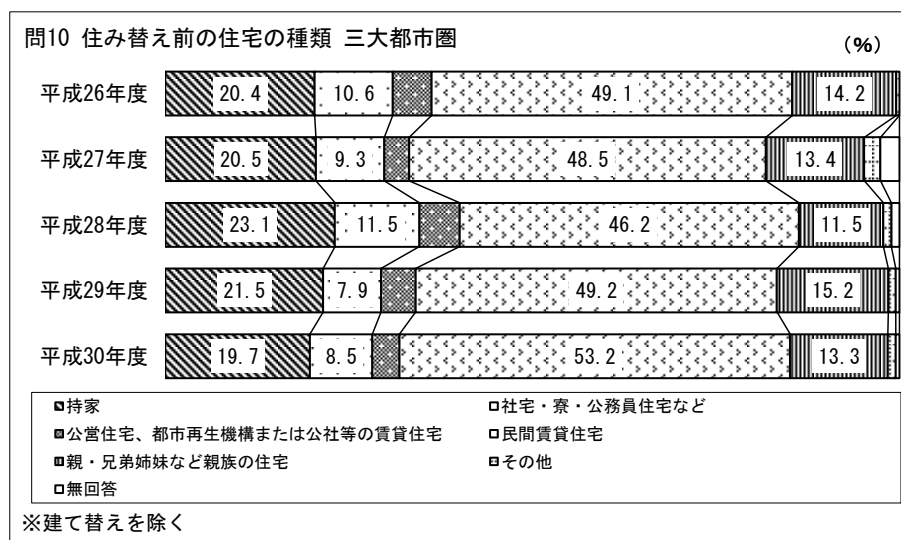 問10 住み替え前の住宅の種類 三大都市圏
(%)
平成26年度 20.4 10.6 49.1 14.2
平成27年度 20.5 9.3 48.5 13.4
平成28年度 23.1 11.5 46.2 11.5
平成29年度 21.5 7.9 49.2 15.2
平成30年度 19.7 8.5 53.2 13.3
持家 社宅・寮・公務員住宅など
公営住宅、都市再生機構または公社等の賃貸住宅 民間賃貸住宅
親・兄弟姉妹など親族の住宅 その他
無回答
※建て替えを除く